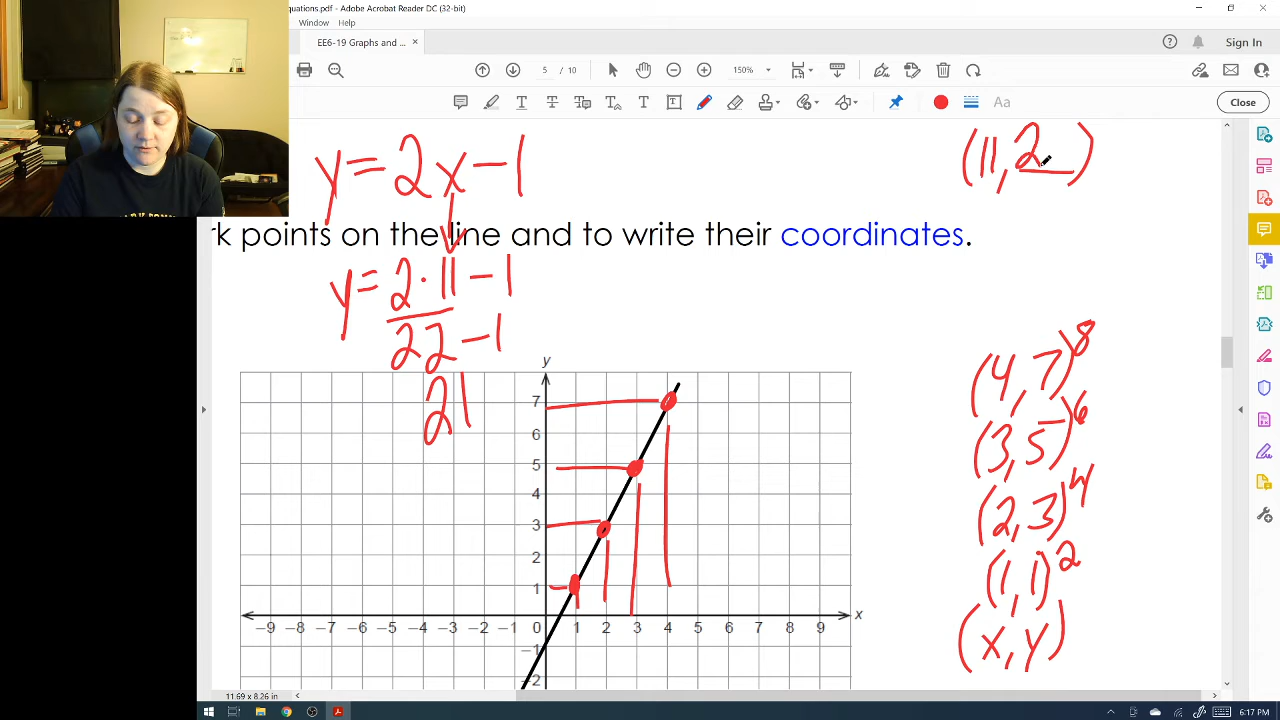 quations.pdf - Adobe Acrobat Reader DC (32-bit)
Window Help
EE6-19 Graphs and ... ×
5 / 10 150% Sign In
Aa Close
y = 2x - 1
(11, 2 )
rk points on the line and to write their coordinates.
y = 2 · 11 - 1
22 - 1
21
y
7
6
5
4
3
2
1
-9 -8 -7 -6 -5 -4 -3 -2 -1 0 1 2 3 4 5 6 7 8 9 x
-1
-2
(4, 7) 8
(3, 5) 6
(2, 3) 4
(1, 1) 2
(x, y)
11.69 x 8.26 in
6:17 PM